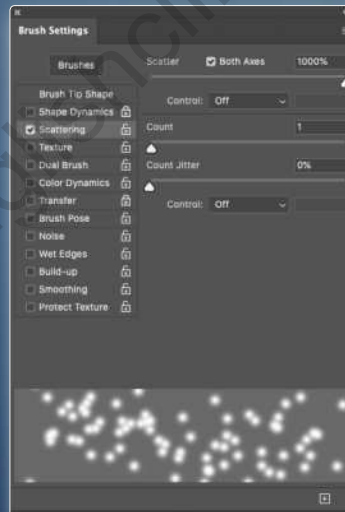 Brush Settings
Brushes
Scatter Both Axes 1000%
Control: Off
Count 1
Count Jitter 0%
Control: Off
Brush Tip Shape
Shape Dynamics
Scattering
Texture
Dual Brush
Color Dynamics
Transfer
Brush Pose
Noise
Wet Edges
Build-up
Smoothing
Protect Texture